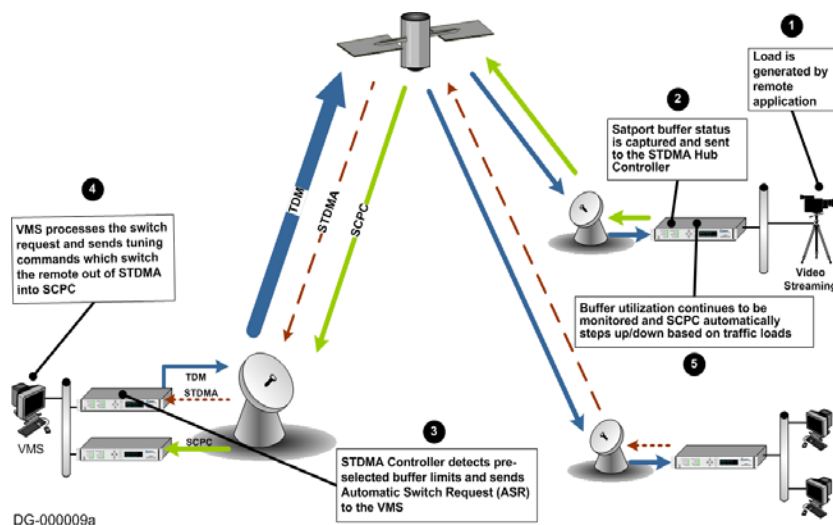 1
Load is
generated by
remote
application
2
Satport buffer status
is captured and sent
to the STDMA Hub
Controller
4
VMS processes the switch
request and sends tuning
commands which switch
the remote out of STDMA
into SCPC
TDM
STDMA
SCPC
Video
Streaming
Buffer utilization continues to be
monitored and SCPC automatically
steps up/down based on traffic loads
5
TDM
STDMA
SCPC
VMS
3
STDMA Controller detects pre-
selected buffer limits and sends
Automatic Switch Request (ASR)
to the VMS
DG-000009a